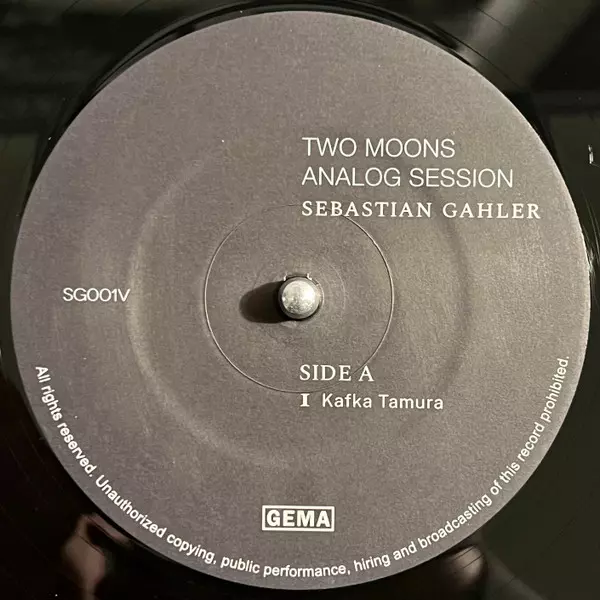 TWO MOONS
ANALOG SESSION
SEBASTIAN GAHLER
SG001V
SIDE A
1 Kafka Tamura
GEMA
All rights reserved. Unauthorized copying, public performance, hiring and broadcasting of this record prohibited.